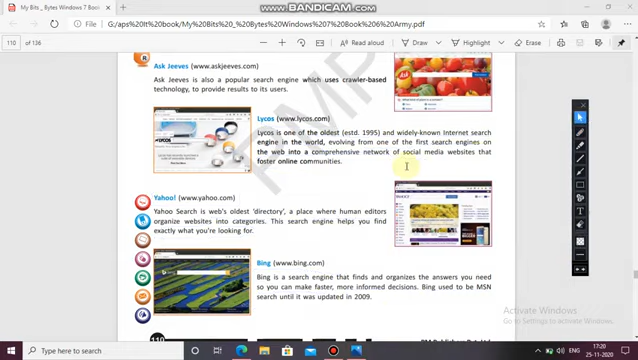 www.BANDICAM.com
My Bits _ Bytes Windows 7 Book
G:/aps%20It%20book/My%20Bits%20_%20Bytes%20Windows%207%20Book%206%20Army.pdf
110 of 136
Read aloud
Draw
Highlight
Erase
Ask Jeeves (www.askjeeves.com)
Ask Jeeves is also a popular search engine which uses crawler-based
technology, to provide results to its users.
Lycos (www.lycos.com)
Lycos is one of the oldest (estd. 1995) and widely-known Internet search
engine in the world, evolving from one of the first search engines on
the web into a comprehensive network of social media websites that
foster online communities.
Yahoo! (www.yahoo.com)
Yahoo Search is web's oldest 'directory', a place where human editors
organize websites into categories. This search engine helps you find
exactly what you're looking for.
Bing (www.bing.com)
Bing is a search engine that finds and organizes the answers you need
so you can make faster, more informed decisions. Bing used to be MSN
search until it was updated in 2009.
Activate Windows
Go to Settings to activate Windows.
110
Type here to search
ENG
17:20
25-11-2020